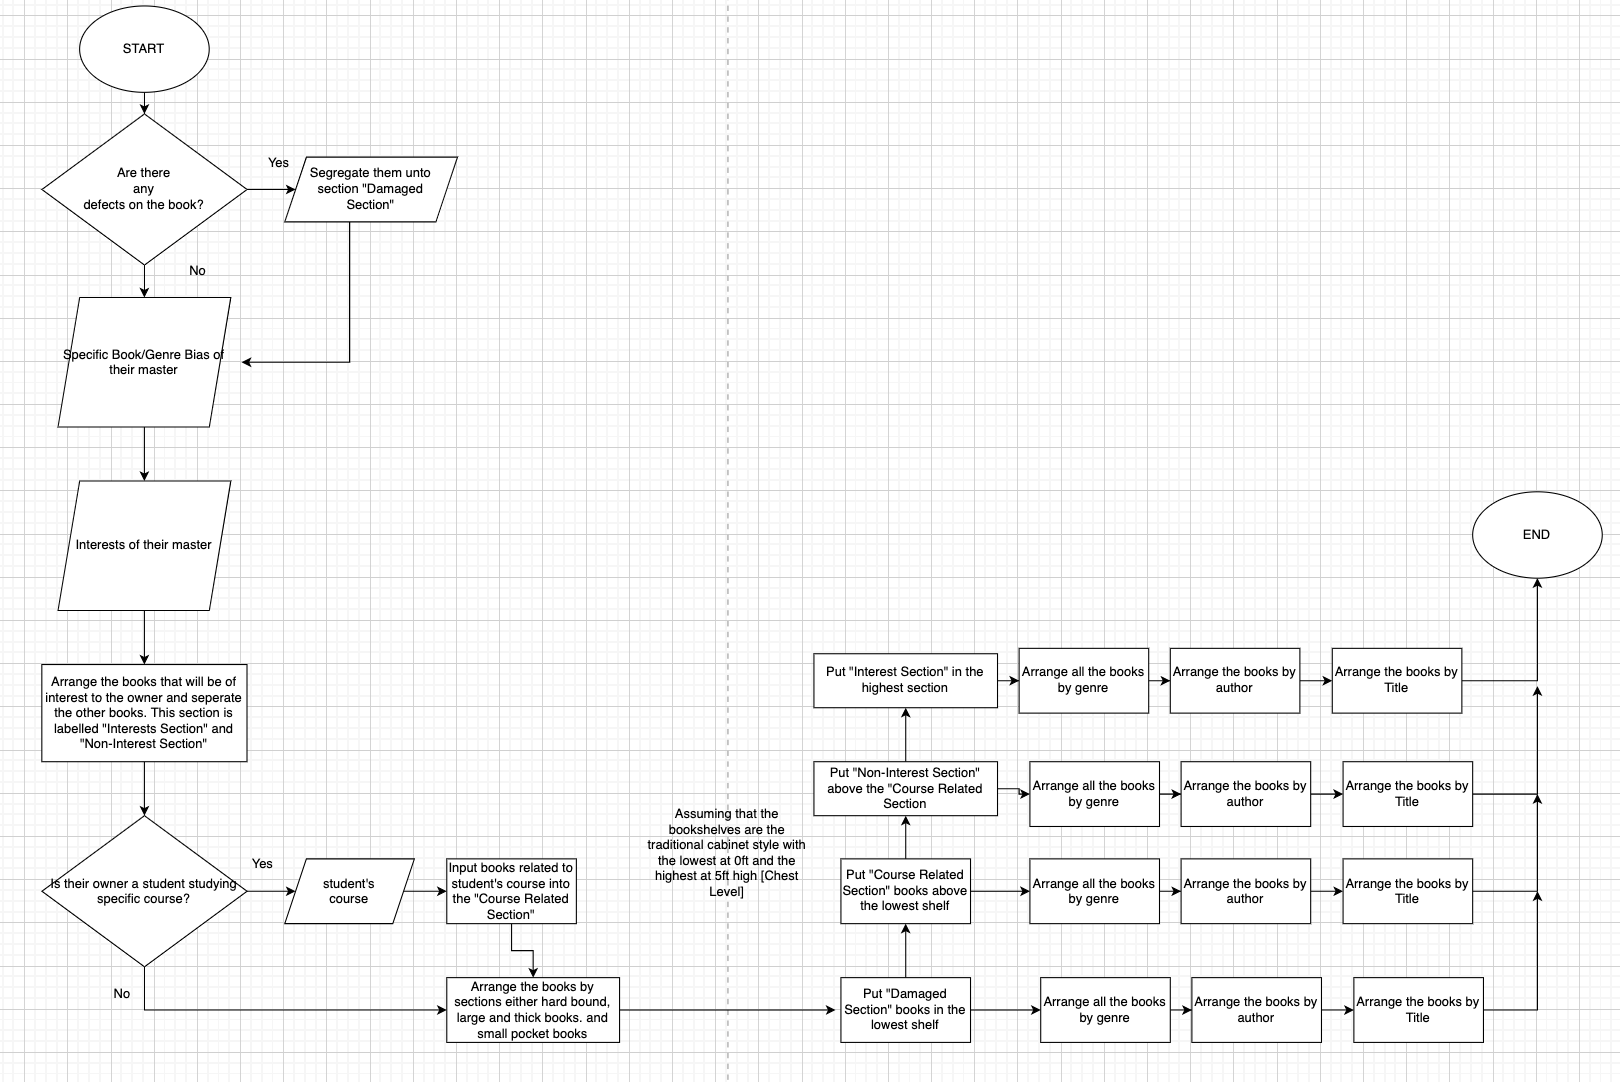 START
Are there
any
defects on the book?
Yes
Segregate them unto
section "Damaged
Section"
No
Specific Book/Genre Bias of
their master
Interests of their master
Arrange the books that will be of
interest to the owner and seperate
the other books. This section is
labelled "Interests Section" and
"Non-Interest Section"
Is their owner a student studying
specific course?
Yes
student's
course
Input books related to
student's course into
the "Course Related
Section"
No
Arrange the books by
sections either hard bound,
large and thick books. and
small pocket books
Assuming that the
bookshelves are the
traditional cabinet style with
the lowest at 0ft and the
highest at 5ft high [Chest
Level]
END
Put "Interest Section" in the
highest section
Arrange all the books
by genre
Arrange the books by
author
Arrange the books by
Title
Put "Non-Interest Section"
above the "Course Related
Section
Arrange all the books
by genre
Arrange the books by
author
Arrange the books by
Title
Put "Course Related
Section" books above
the lowest shelf
Arrange all the books
by genre
Arrange the books by
author
Arrange the books by
Title
Put "Damaged
Section" books in the
lowest shelf
Arrange all the books
by genre
Arrange the books by
author
Arrange the books by
Title